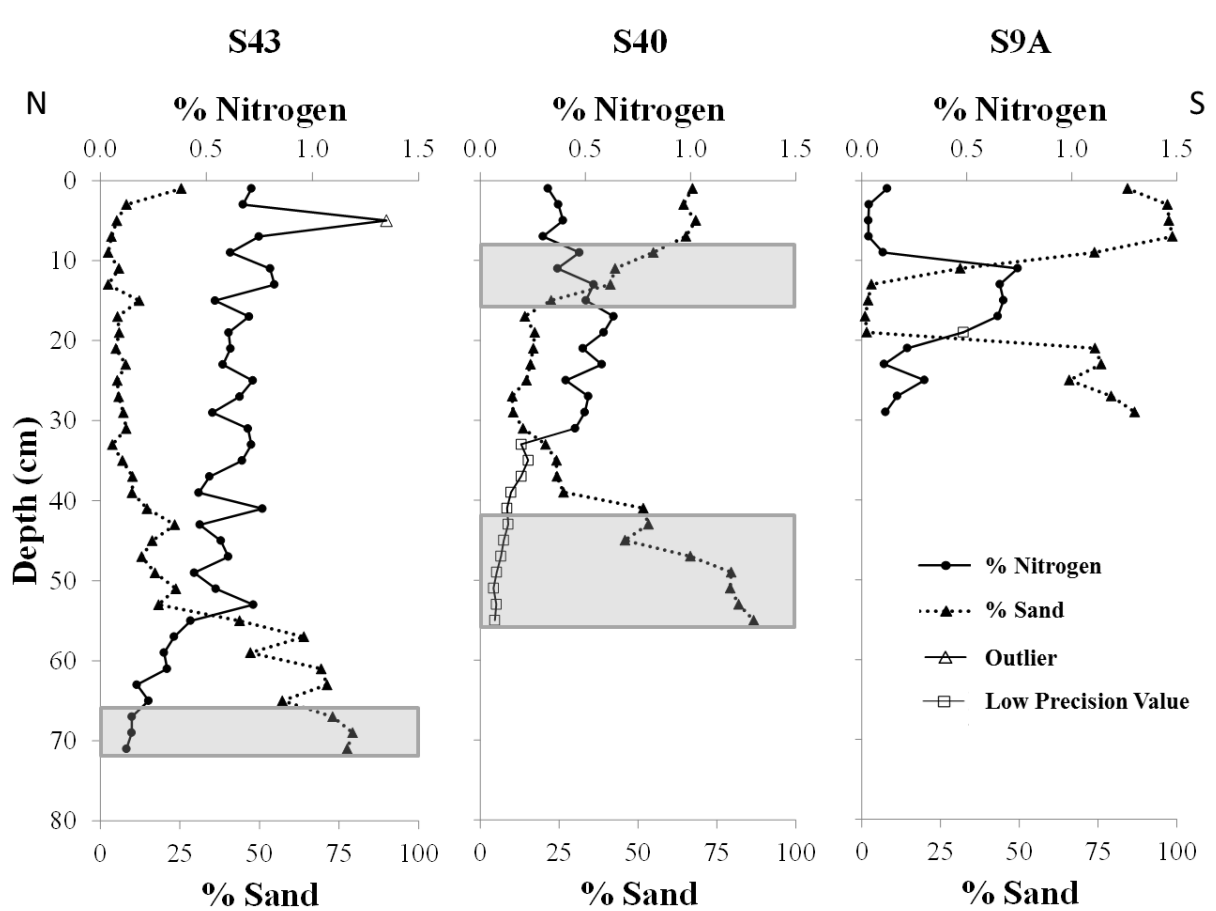 S43 S40 S9A
N % Nitrogen % Nitrogen % Nitrogen S
0.0 0.5 1.0 1.5 0.0 0.5 1.0 1.5 0.0 0.5 1.0 1.5
0
10
20
30
40
50
60
70
80
Depth (cm)
% Nitrogen
% Sand
Outlier
Low Precision Value
0 25 50 75 100 0 25 50 75 100 0 25 50 75 100
% Sand % Sand % Sand